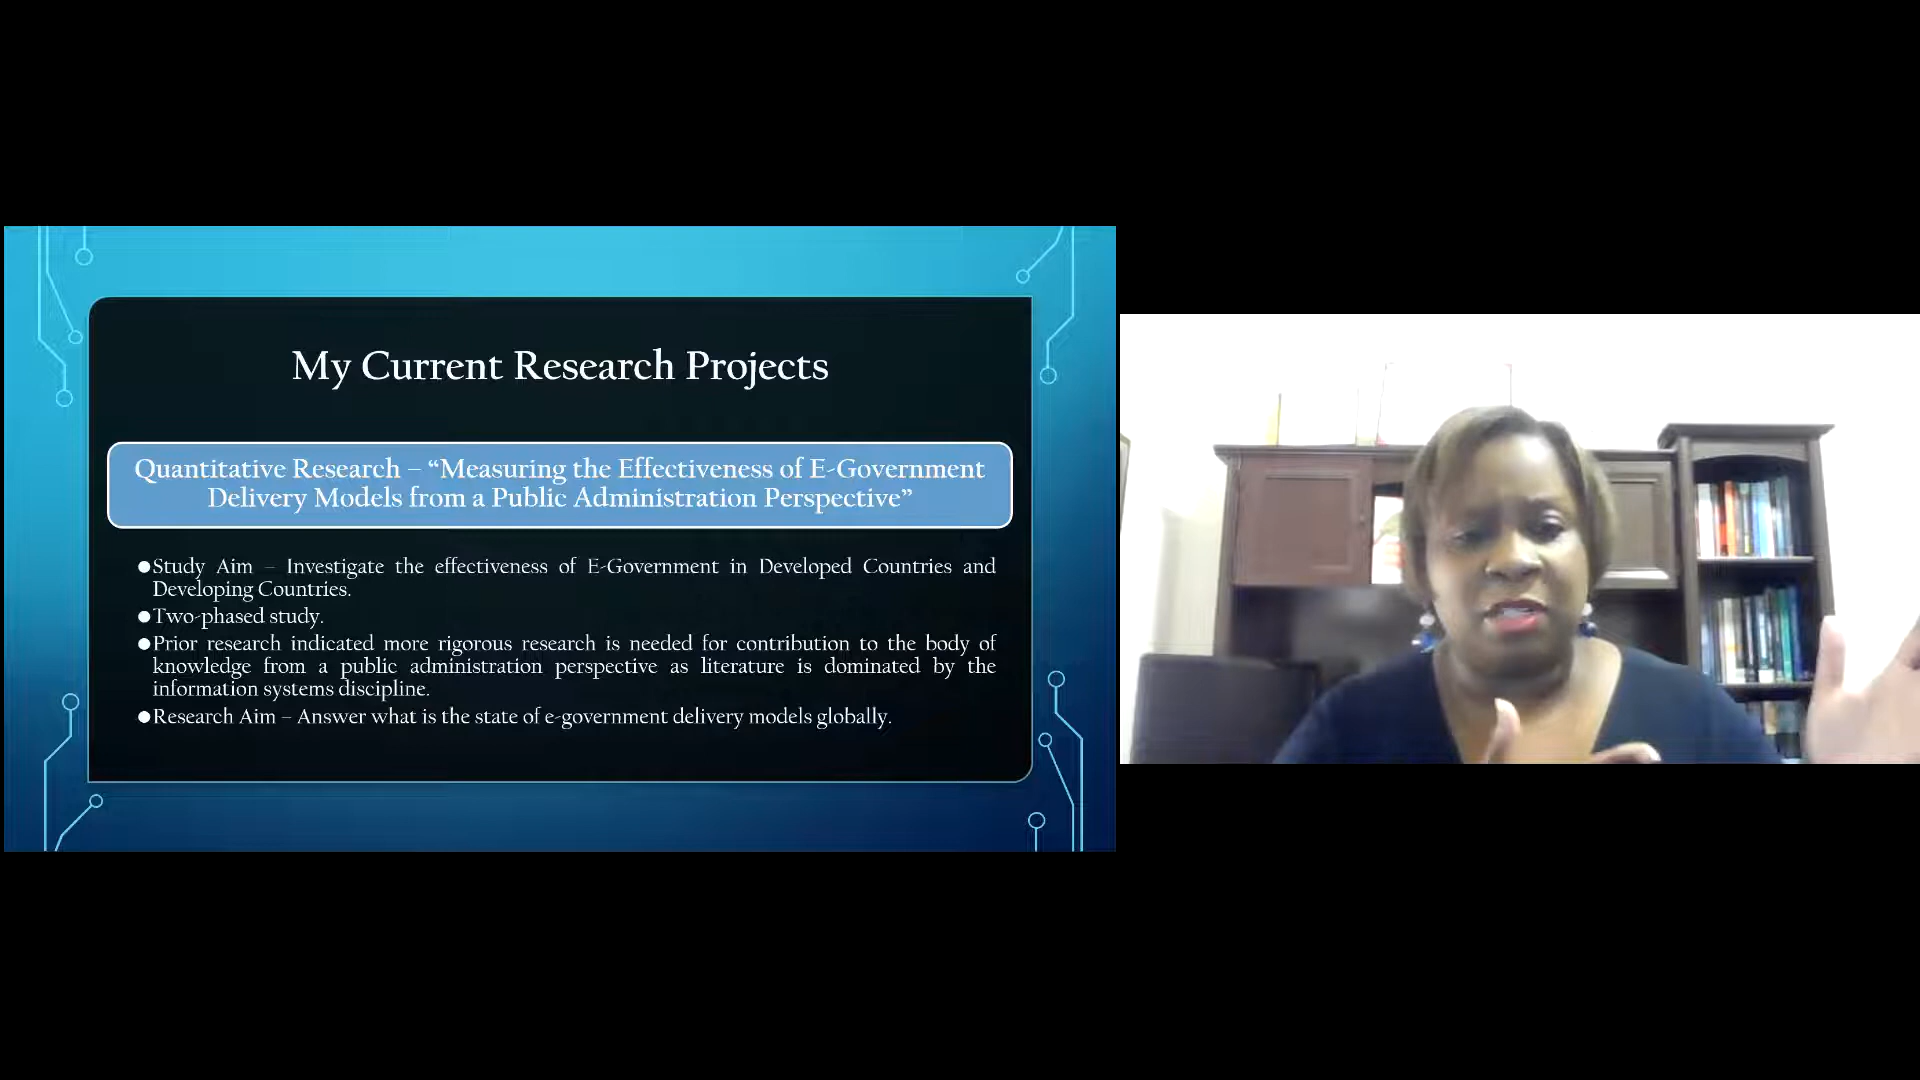 My Current Research Projects
Quantitative Research – “Measuring the Effectiveness of E-Government
Delivery Models from a Public Administration Perspective”
●Study Aim – Investigate the effectiveness of E-Government in Developed Countries and
Developing Countries.
●Two-phased study.
●Prior research indicated more rigorous research is needed for contribution to the body of
knowledge from a public administration perspective as literature is dominated by the
information systems discipline.
●Research Aim – Answer what is the state of e-government delivery models globally.